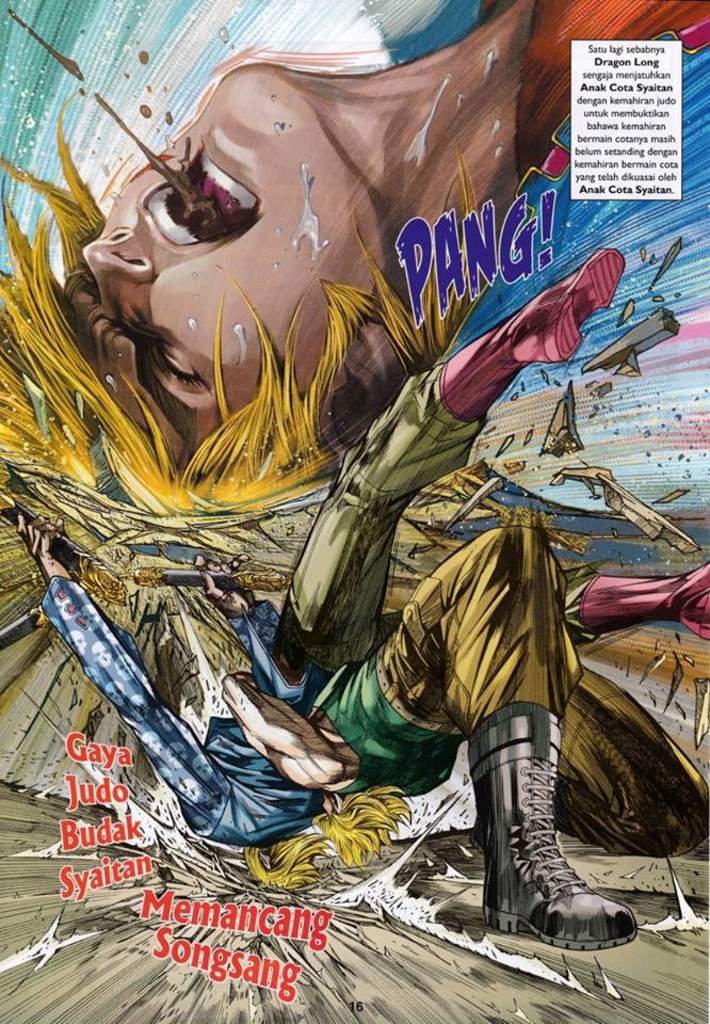 Satu lagi sebabnya
Dragon Long
sengaja menjatuhkan
Anak Cota Syaitan
dengan kemahiran judo
untuk membuktikan
bahawa kemahiran
bermain cotanya masih
belum setanding dengan
kemahiran bermain cota
yang telah dikuasai oleh
Anak Cota Syaitan.
PANG!
Gaya
Judo
Budak
Syaitan
Memancang
Songsang
16